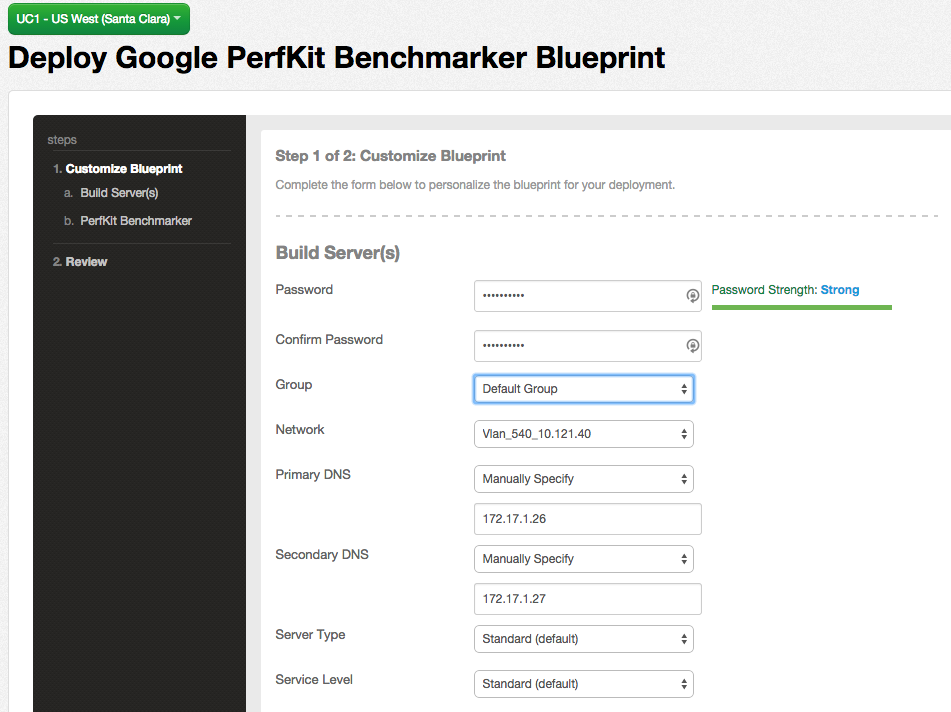 UC1 - US West (Santa Clara)
Deploy Google PerfKit Benchmarker Blueprint
steps
1. Customize Blueprint
a. Build Server(s)
b. PerfKit Benchmarker
2. Review
Step 1 of 2: Customize Blueprint
Complete the form below to personalize the blueprint for your deployment.
Build Server(s)
Password
••••••••••
Password Strength: Strong
Confirm Password
••••••••••
Group
Default Group
Network
Vlan_540_10.121.40
Primary DNS
Manually Specify
172.17.1.26
Secondary DNS
Manually Specify
172.17.1.27
Server Type
Standard (default)
Service Level
Standard (default)